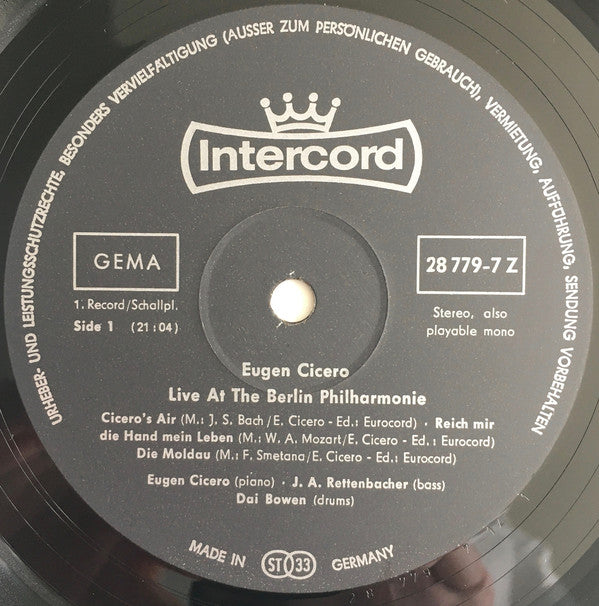 URHEBER- UND LEISTUNGSSCHUTZRECHTE, BESONDERS VERVIELFÄLTIGUNG (AUSSER ZUM PERSÖNLICHEN GEBRAUCH), VERMIETUNG, AUFFÜHRUNG, SENDUNG VORBEHALTEN
Intercord
GEMA
28 779-7 Z
1. Record/Schallpl.
Side 1 (21:04)
Stereo, also
playable mono
Eugen Cicero
Live At The Berlin Philharmonie
Cicero's Air (M.: J. S. Bach/E. Cicero - Ed.: Eurocord) · Reich mir
die Hand mein Leben (M.: W. A. Mozart/E. Cicero - Ed.: Eurocord)
Die Moldau (M.: F. Smetana/E. Cicero - Ed.: Eurocord)
Eugen Cicero (piano) · J. A. Rettenbacher (bass)
Dai Bowen (drums)
MADE IN ST 33 GERMANY